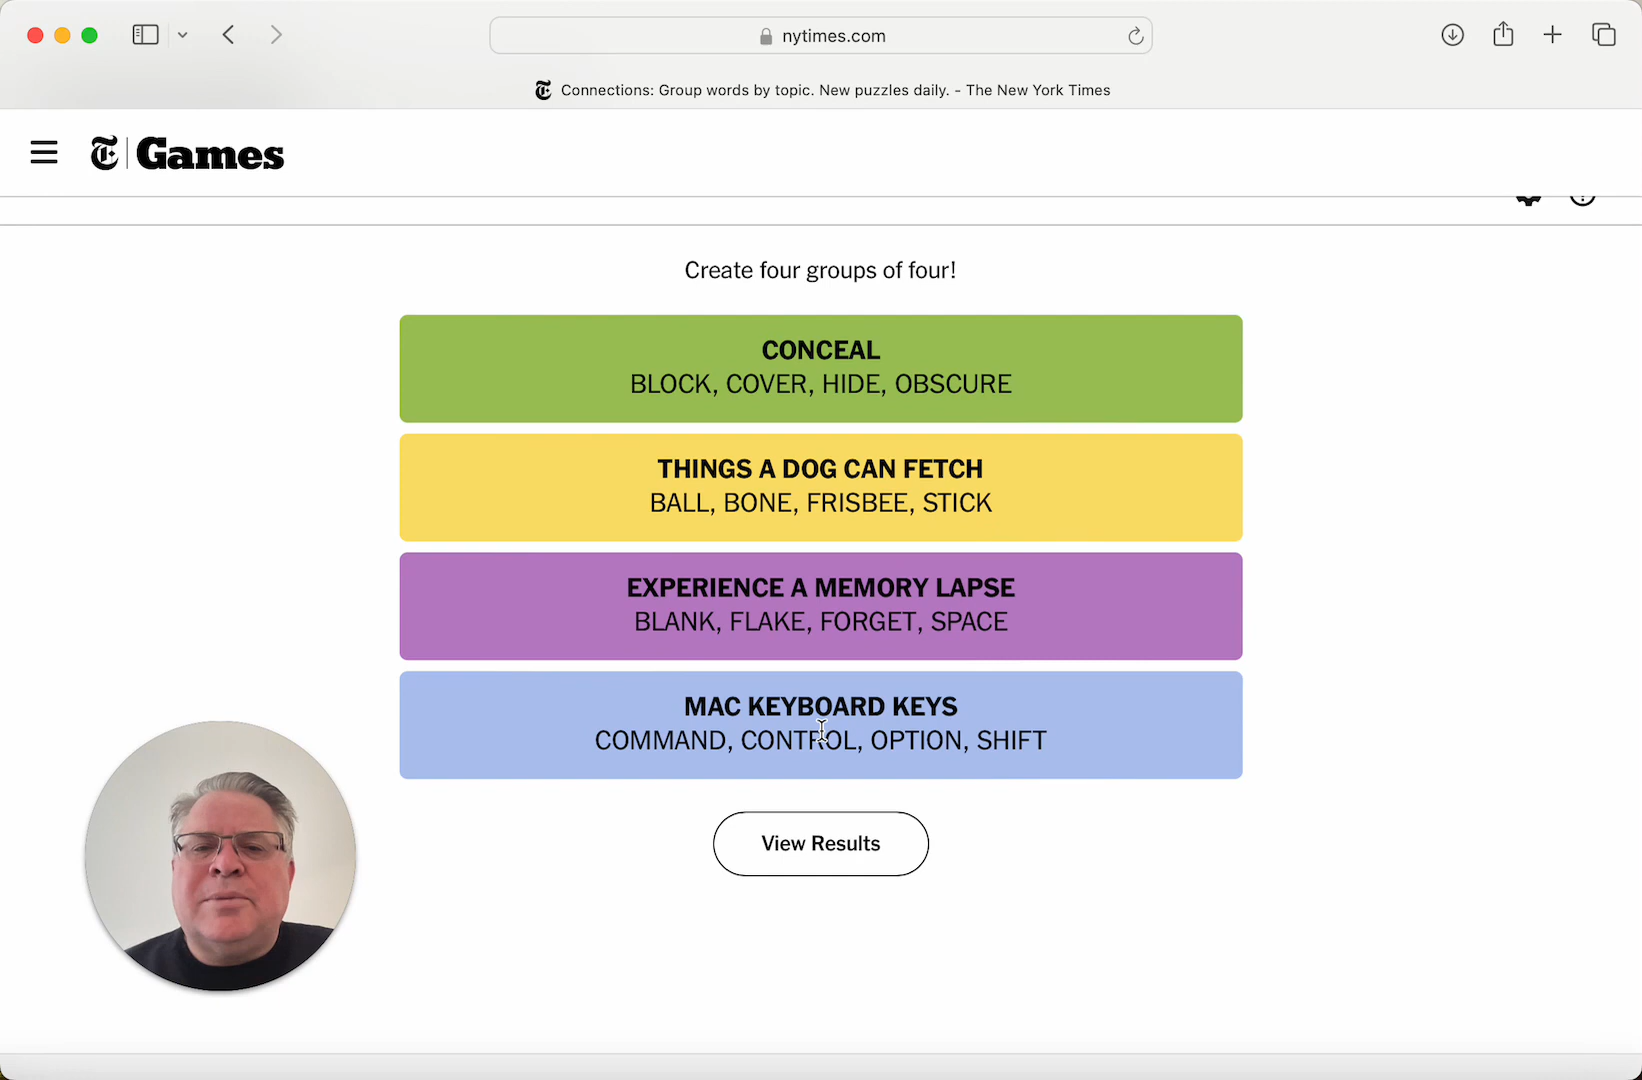 nytimes.com
Connections: Group words by topic. New puzzles daily. - The New York Times
T Games
Create four groups of four!
CONCEAL
BLOCK, COVER, HIDE, OBSCURE
THINGS A DOG CAN FETCH
BALL, BONE, FRISBEE, STICK
EXPERIENCE A MEMORY LAPSE
BLANK, FLAKE, FORGET, SPACE
MAC KEYBOARD KEYS
COMMAND, CONTROL, OPTION, SHIFT
View Results